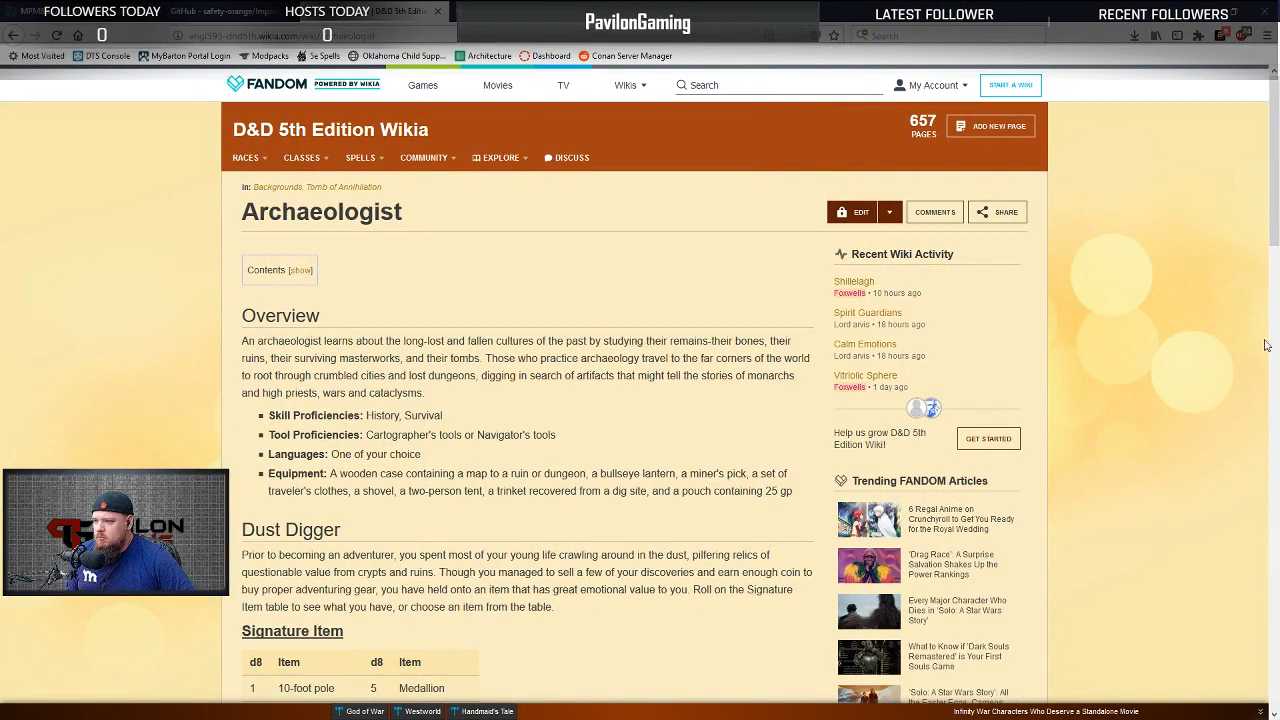 FOLLOWERS TODAY
0
HOSTS TODAY
0
PavilonGaming
LATEST FOLLOWER
RECENT FOLLOWERS
Search
Most Visited
DTS Console
MyBarton Portal Login
Modpacks
5e Spells
Oklahoma Child Supp...
Architecture
Dashboard
Conan Server Manager
FANDOM POWERED BY WIKIA
Games
Movies
TV
Wikis
Search
My Account
START A WIKI
D&D 5th Edition Wikia
657
PAGES
ADD NEW PAGE
RACES
CLASSES
SPELLS
COMMUNITY
EXPLORE
DISCUSS
in: Backgrounds, Tomb of Annihilation
Archaeologist
EDIT
COMMENTS
SHARE
Contents [show]
Overview
An archaeologist learns about the long-lost and fallen cultures of the past by studying their remains-their bones, their
ruins, their surviving masterworks, and their tombs. Those who practice archaeology travel to the far corners of the world
to root through crumbled cities and lost dungeons, digging in search of artifacts that might tell the stories of monarchs
and high priests, wars and cataclysms.
Skill Proficiencies: History, Survival
Tool Proficiencies: Cartographer's tools or Navigator's tools
Languages: One of your choice
Equipment: A wooden case containing a map to a ruin or dungeon, a bullseye lantern, a miner's pick, a set of
traveler's clothes, a shovel, a two-person tent, a trinket recovered from a dig site, and a pouch containing 25 gp
Dust Digger
Prior to becoming an adventurer, you spent most of your young life crawling around in the dust, pilfering relics of
questionable value from crypts and ruins. Though you managed to sell a few of your discoveries and earn enough coin to
buy proper adventuring gear, you have held onto an item that has great emotional value to you. Roll on the Signature
Item table to see what you have, or choose an item from the table.
Signature Item
d8 Item d8 Item
1 10-foot pole 5 Medallion
Recent Wiki Activity
Shillelagh
Foxwells • 10 hours ago
Spirit Guardians
Lord arvis • 18 hours ago
Calm Emotions
Lord arvis • 18 hours ago
Vitriolic Sphere
Foxwells • 1 day ago
Help us grow D&D 5th
Edition Wiki!
GET STARTED
Trending FANDOM Articles
6 Regal Anime on
Crunchyroll to Get You Ready
for the Royal Wedding
'Drag Race': A Surprise
Salvation Shakes Up the
Power Rankings
Every Major Character Who
Dies in 'Solo: A Star Wars
Story'
What to Know if 'Dark Souls
Remastered' is Your First
Souls Game
'Solo: A Star Wars Story': All
God of War
Westworld
Handmaid's Tale
Infinity War Characters Who Deserve a Standalone Movie